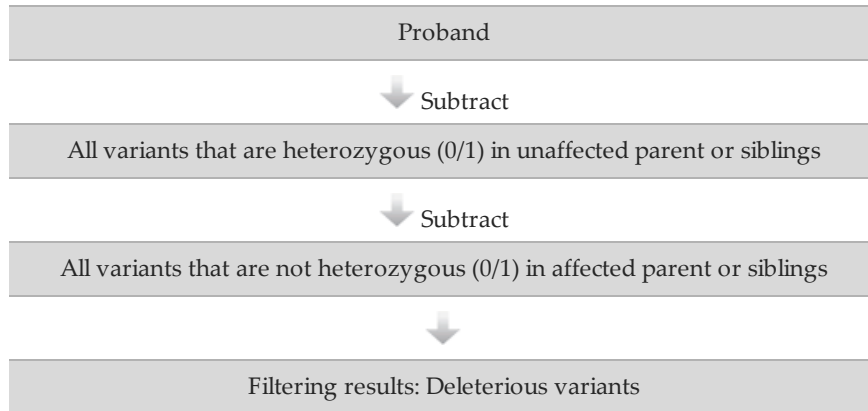 Proband
Subtract
All variants that are heterozygous (0/1) in unaffected parent or siblings
Subtract
All variants that are not heterozygous (0/1) in affected parent or siblings
Filtering results: Deleterious variants